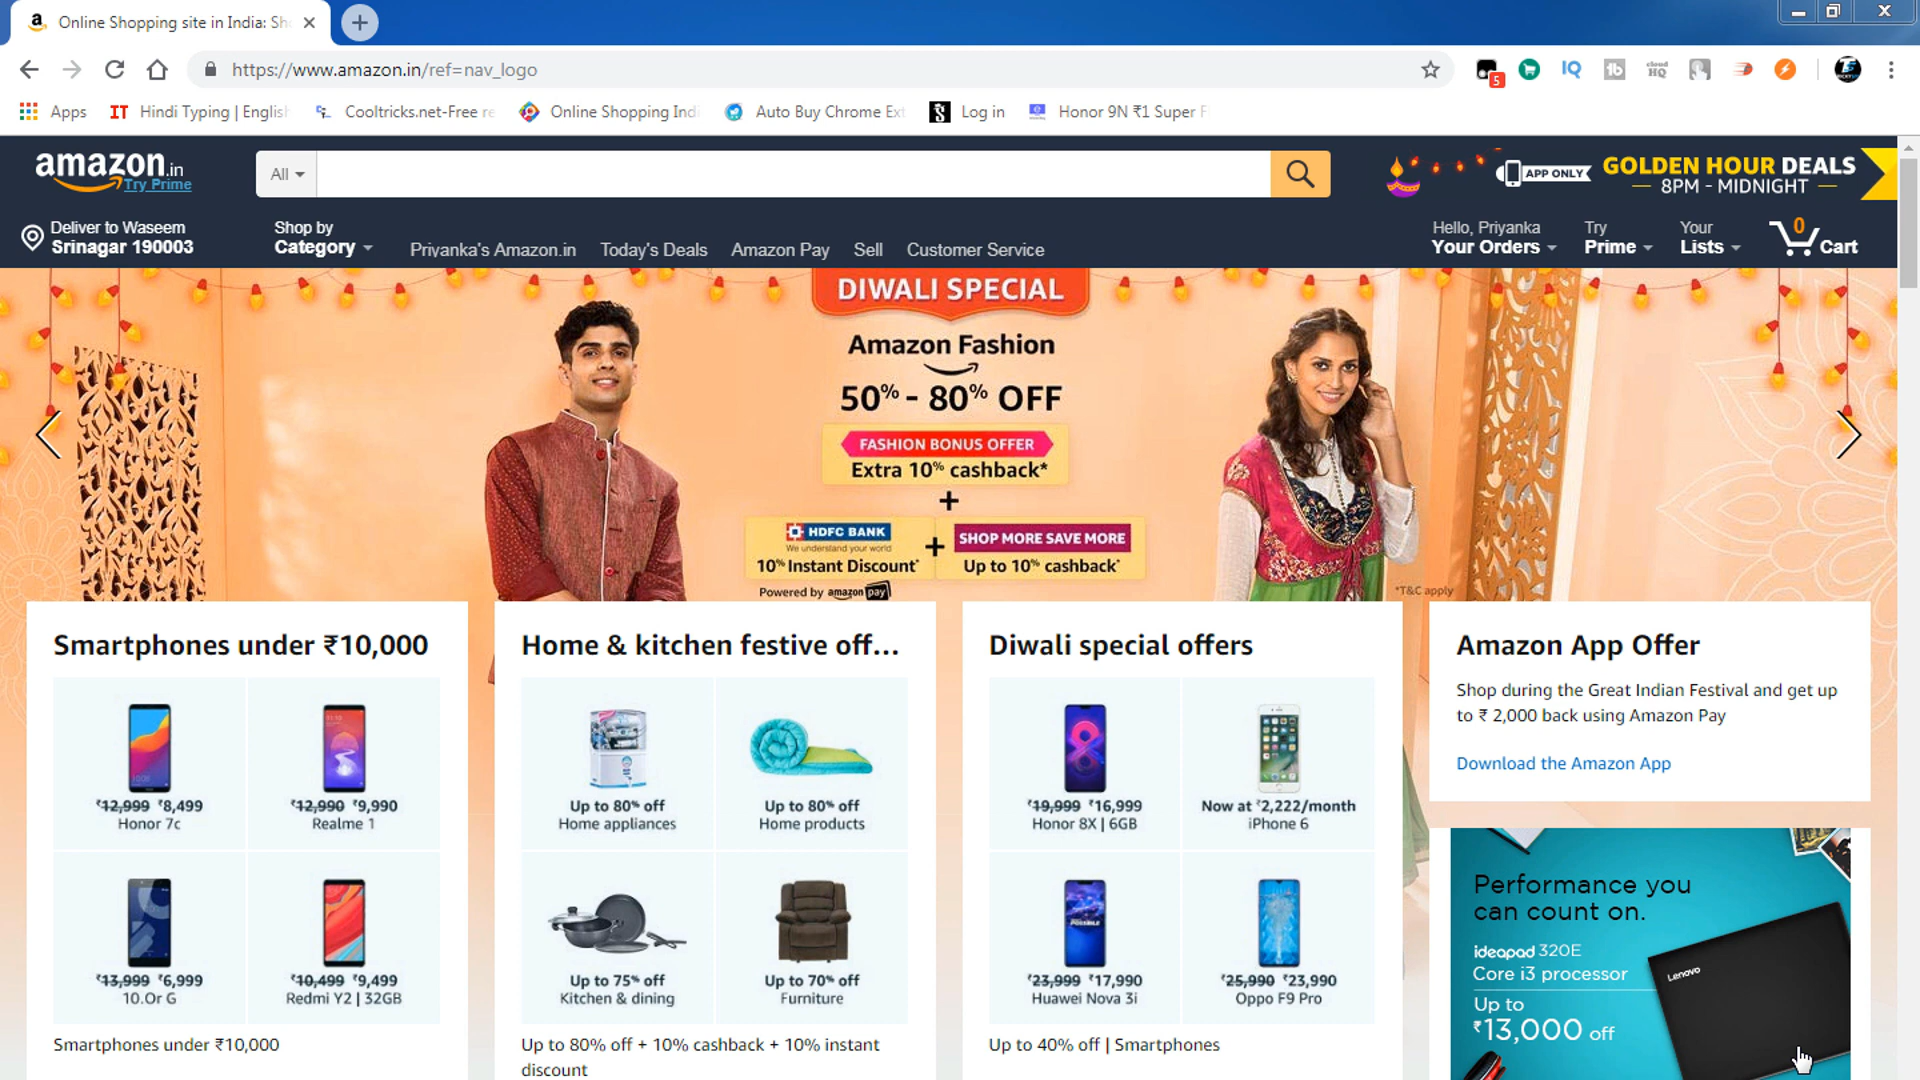 Online Shopping site in India: Sh
https://www.amazon.in/ref=nav_logo
5
Apps
Hindi Typing | English
Cooltricks.net-Free re
Online Shopping Indi
Auto Buy Chrome Ext
Log in
Honor 9N ₹1 Super F
amazon.in
Try Prime
All
APP ONLY
GOLDEN HOUR DEALS
8PM - MIDNIGHT
Deliver to Waseem
Srinagar 190003
Shop by
Category
Priyanka's Amazon.in
Today's Deals
Amazon Pay
Sell
Customer Service
Hello, Priyanka
Your Orders
Try
Prime
Your
Lists
0
Cart
DIWALI SPECIAL
Amazon Fashion
50% - 80% OFF
FASHION BONUS OFFER
Extra 10% cashback*
+
HDFC BANK
We understand your world
10% Instant Discount*
+
SHOP MORE SAVE MORE
Up to 10% cashback*
Powered by amazon pay
*T&C apply
Smartphones under ₹10,000
₹12,999 ₹8,499
Honor 7c
₹12,990 ₹9,990
Realme 1
₹13,999 ₹6,999
10.Or G
₹10,499 ₹9,499
Redmi Y2 | 32GB
Smartphones under ₹10,000
Home & kitchen festive off...
Up to 80% off
Home appliances
Up to 80% off
Home products
Up to 75% off
Kitchen & dining
Up to 70% off
Furniture
Up to 80% off + 10% cashback + 10% instant
discount
Diwali special offers
₹19,999 ₹16,999
Honor 8X | 6GB
Now at ₹2,222/month
iPhone 6
₹23,999 ₹17,990
Huawei Nova 3i
₹25,990 ₹23,990
Oppo F9 Pro
Up to 40% off | Smartphones
Amazon App Offer
Shop during the Great Indian Festival and get up
to ₹ 2,000 back using Amazon Pay
Download the Amazon App
Performance you
can count on.
ideapad 320E
Core i3 processor
Up to
₹13,000 off
Lenovo